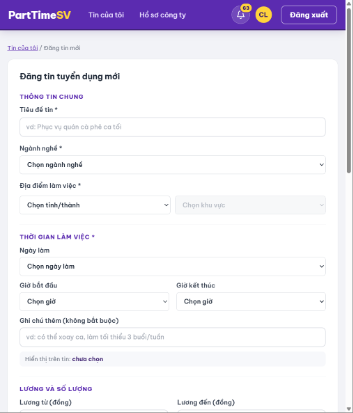 PartTimeSV
Tin của tôi
Hồ sơ công ty
63
CL
Đăng xuất
Tin của tôi / Đăng tin mới
Đăng tin tuyển dụng mới
THÔNG TIN CHUNG
Tiêu đề tin *
vd: Phục vụ quán cà phê ca tối
Ngành nghề *
Chọn ngành nghề
Địa điểm làm việc *
Chọn tỉnh/thành
Chọn khu vực
THỜI GIAN LÀM VIỆC *
Ngày làm
Chọn ngày làm
Giờ bắt đầu
Giờ kết thúc
Chọn giờ
Chọn giờ
Ghi chú thêm (không bắt buộc)
vd: có thể xoay ca, làm tối thiểu 3 buổi/tuần
Hiển thị trên tin: chưa chọn
LƯƠNG VÀ SỐ LƯỢNG
Lương từ (đồng)
Lương đến (đồng)